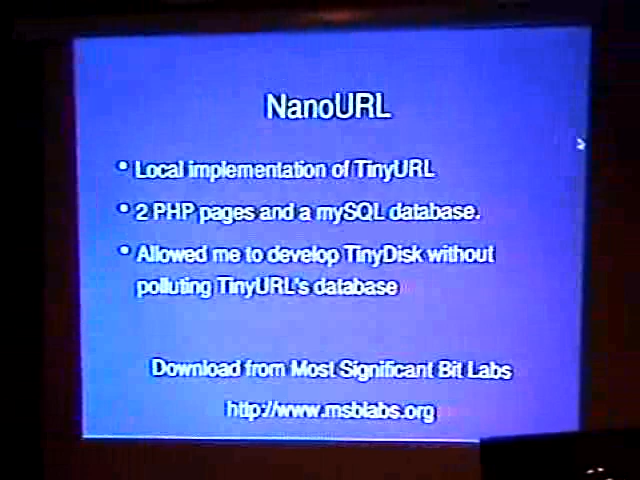 NanoURL
• Local implementation of TinyURL
• 2 PHP pages and a mySQL database.
• Allowed me to develop TinyDisk without
polluting TinyURL's database
Download from Most Significant Bit Labs
http://www.msblabs.org